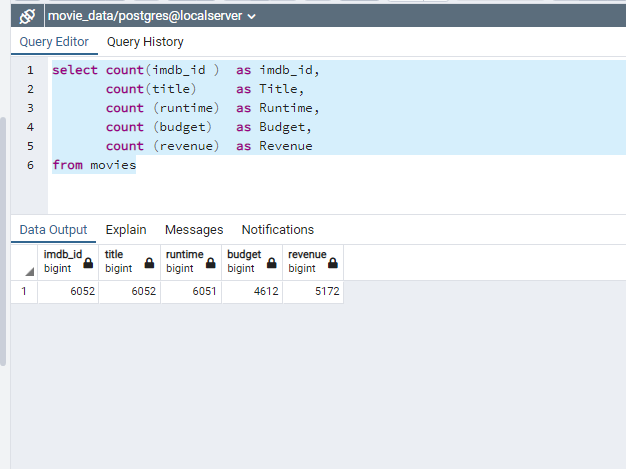 movie_data/postgres@localserver
Query Editor Query History
1 select count(imdb_id ) as imdb_id,
2 count(title) as Title,
3 count (runtime) as Runtime,
4 count (budget) as Budget,
5 count (revenue) as Revenue
6 from movies
Data Output Explain Messages Notifications
imdb_id title runtime budget revenue
bigint bigint bigint bigint bigint
1 6052 6052 6051 4612 5172